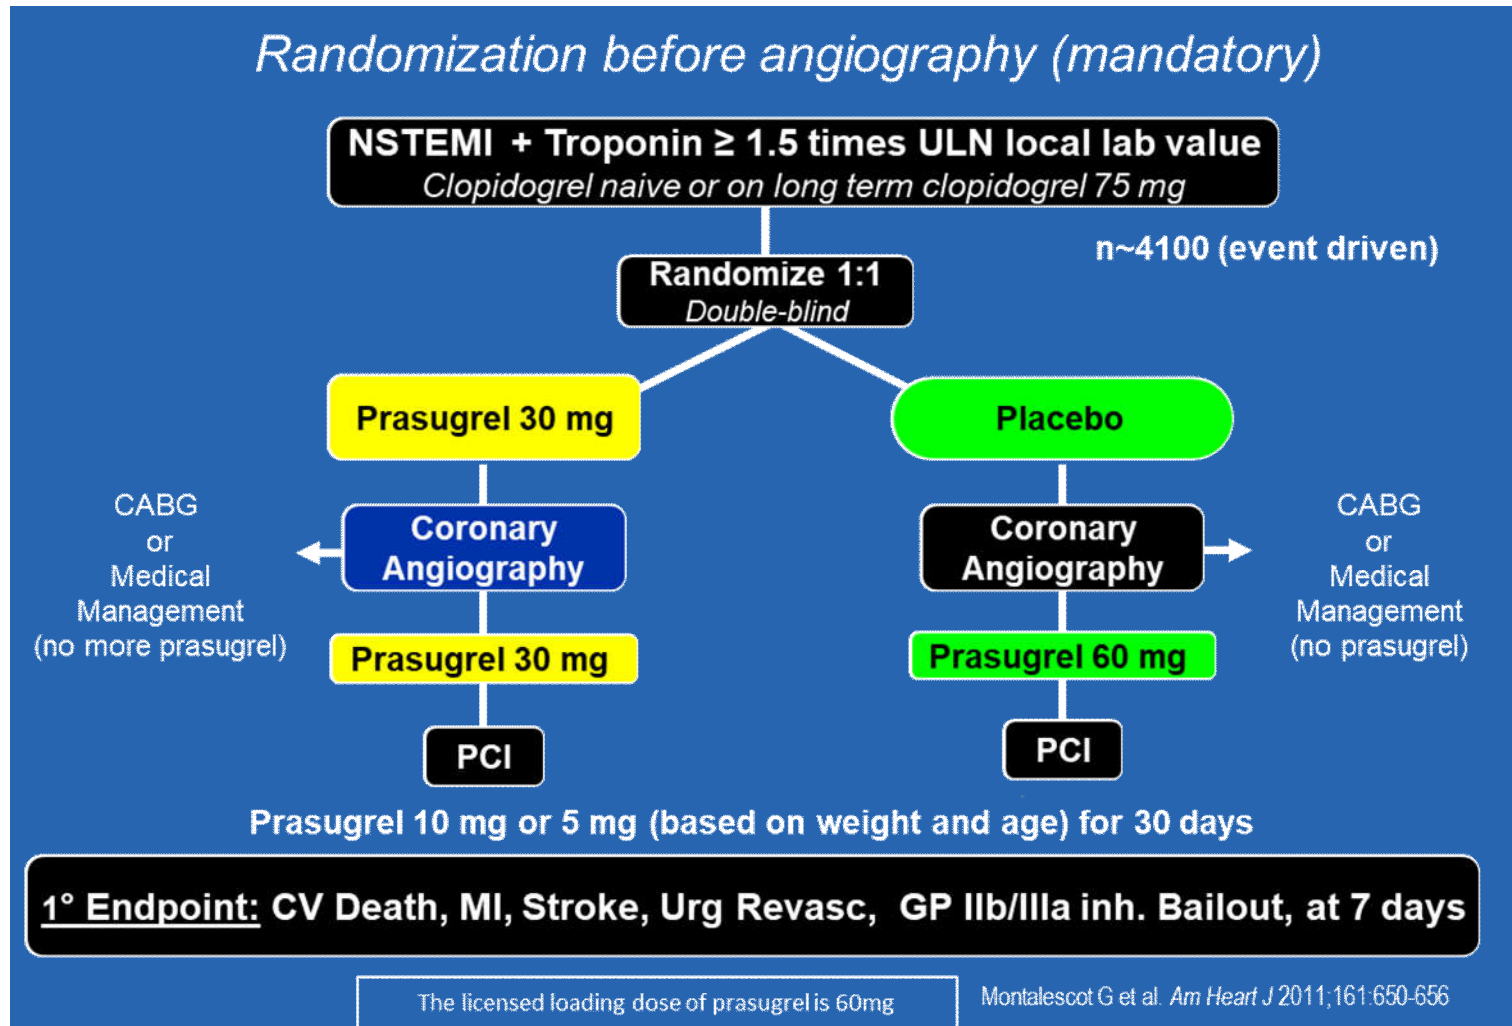 Randomization before angiography (mandatory)
NSTEMI + Troponin ≥ 1.5 times ULN local lab value
Clopidogrel naive or on long term clopidogrel 75 mg
n~4100 (event driven)
Randomize 1:1
Double-blind
Prasugrel 30 mg
Placebo
CABG
or
Medical
Management
(no more prasugrel)
Coronary
Angiography
Coronary
Angiography
CABG
or
Medical
Management
(no prasugrel)
Prasugrel 30 mg
Prasugrel 60 mg
PCI
PCI
Prasugrel 10 mg or 5 mg (based on weight and age) for 30 days
1° Endpoint: CV Death, MI, Stroke, Urg Revasc, GP IIb/IIIa inh. Bailout, at 7 days
The licensed loading dose of prasugrel is 60mg
Montalescot G et al. Am Heart J 2011;161:650-656